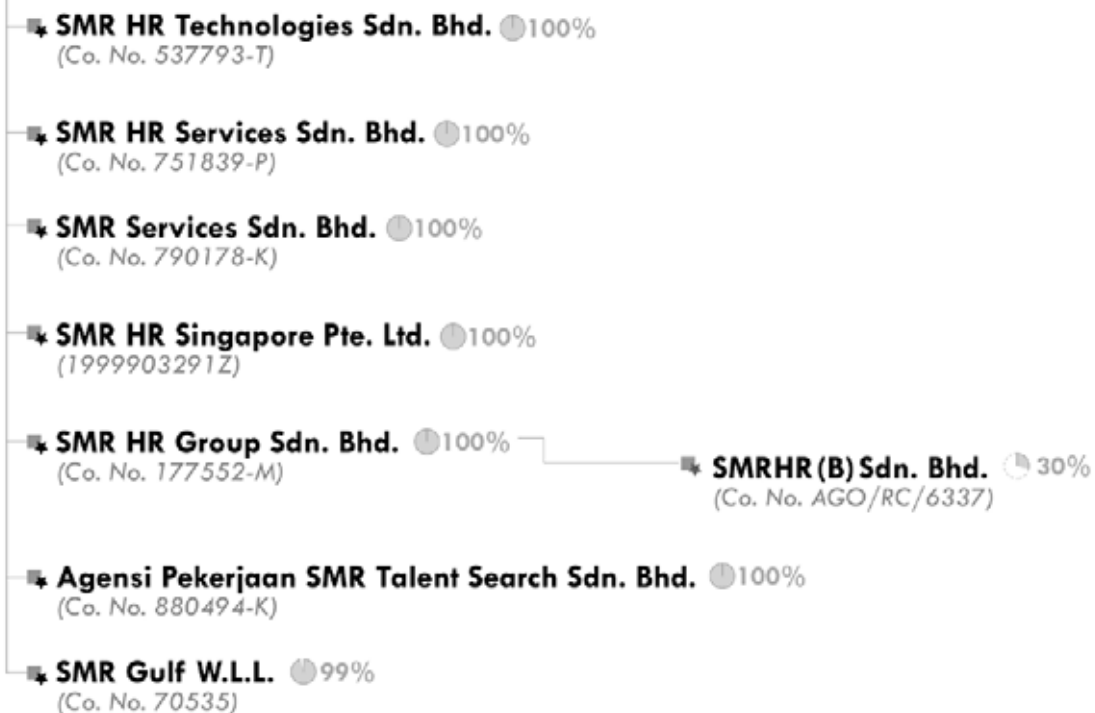 SMR HR Technologies Sdn. Bhd. 100%
(Co. No. 537793-T)
SMR HR Services Sdn. Bhd. 100%
(Co. No. 751839-P)
SMR Services Sdn. Bhd. 100%
(Co. No. 790178-K)
SMR HR Singapore Pte. Ltd. 100%
(1999903291Z)
SMR HR Group Sdn. Bhd. 100%
(Co. No. 177552-M)
SMRHR(B) Sdn. Bhd. 30%
(Co. No. AGO/RC/6337)
Agensi Pekerjaan SMR Talent Search Sdn. Bhd. 100%
(Co. No. 880494-K)
SMR Gulf W.L.L. 99%
(Co. No. 70535)